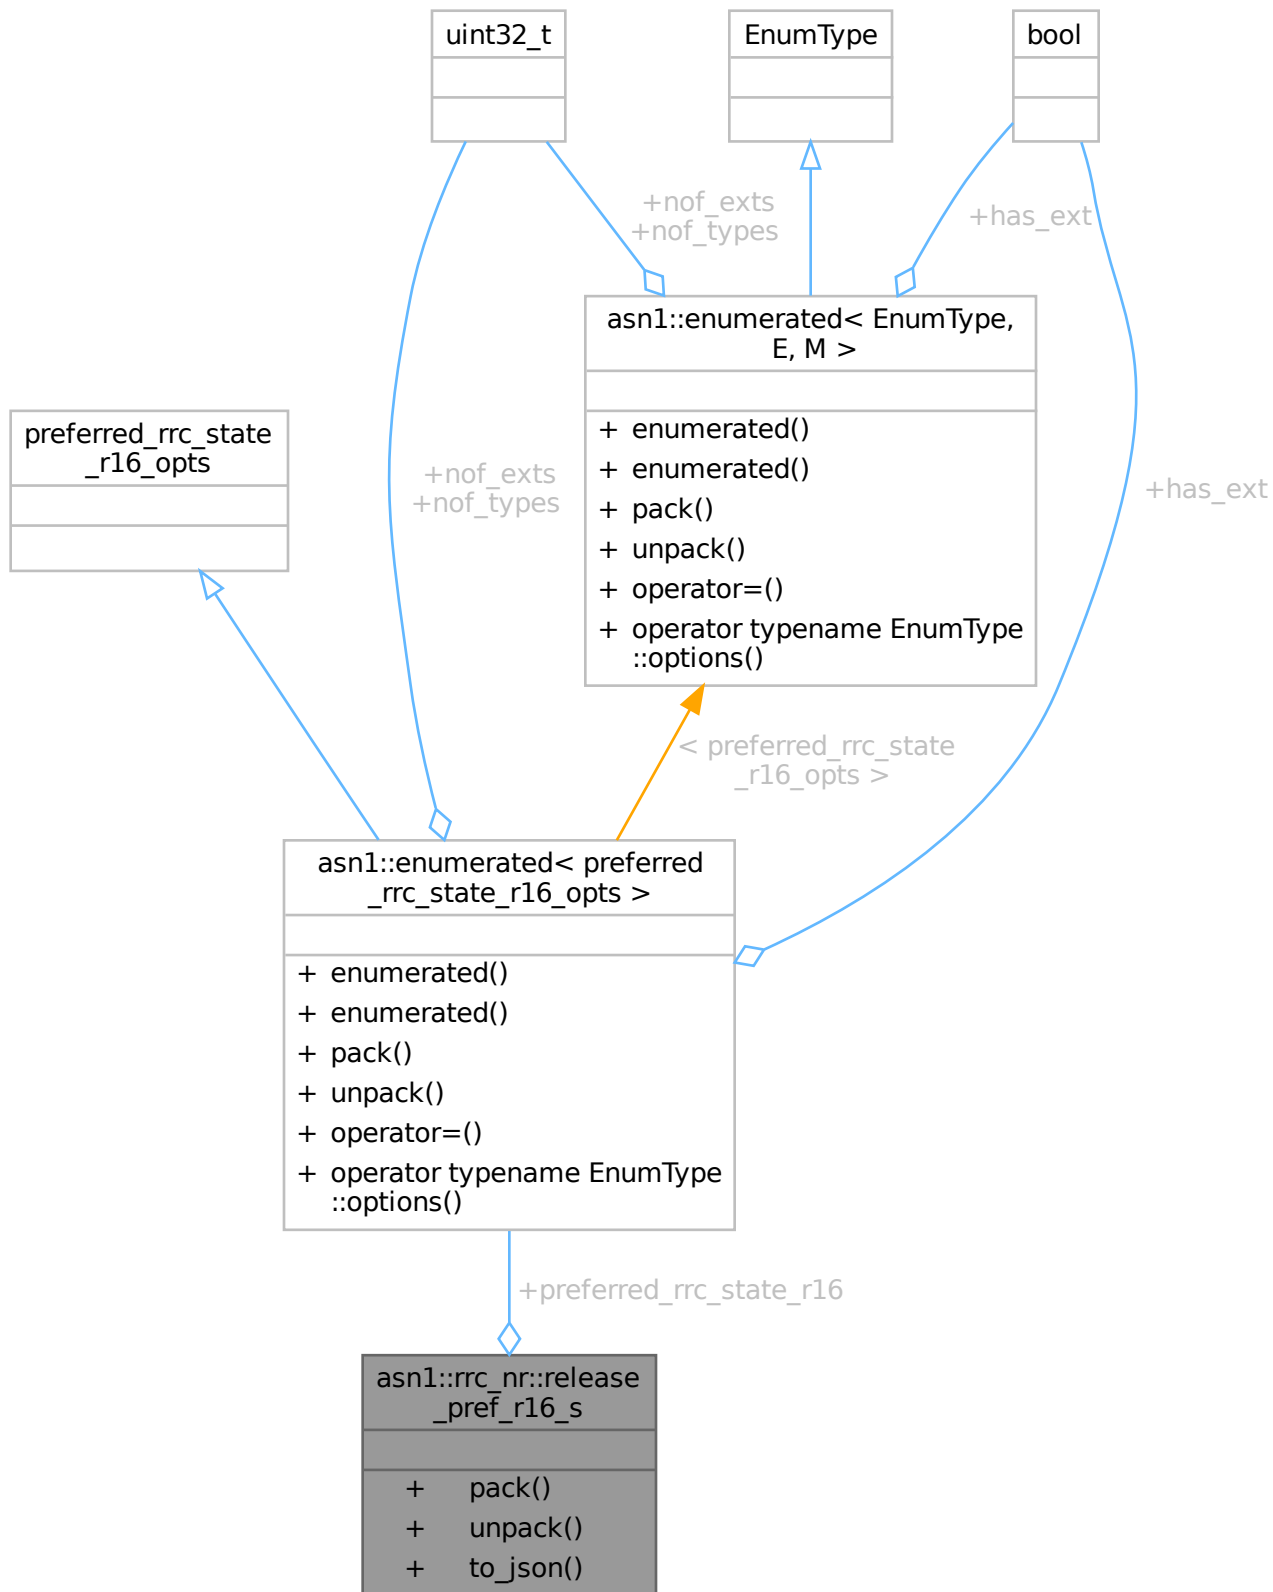 uint32_t
EnumType
bool
+nof_exts
+nof_types
+has_ext
asn1::enumerated< EnumType,
E, M >
+ enumerated()
+ enumerated()
+ pack()
+ unpack()
+ operator=()
+ operator typename EnumType
::options()
preferred_rrc_state
_r16_opts
+nof_exts
+nof_types
+has_ext
< preferred_rrc_state
_r16_opts >
asn1::enumerated< preferred
_rrc_state_r16_opts >
+ enumerated()
+ enumerated()
+ pack()
+ unpack()
+ operator=()
+ operator typename EnumType
::options()
+preferred_rrc_state_r16
asn1::rrc_nr::release
_pref_r16_s
+ pack()
+ unpack()
+ to_json()